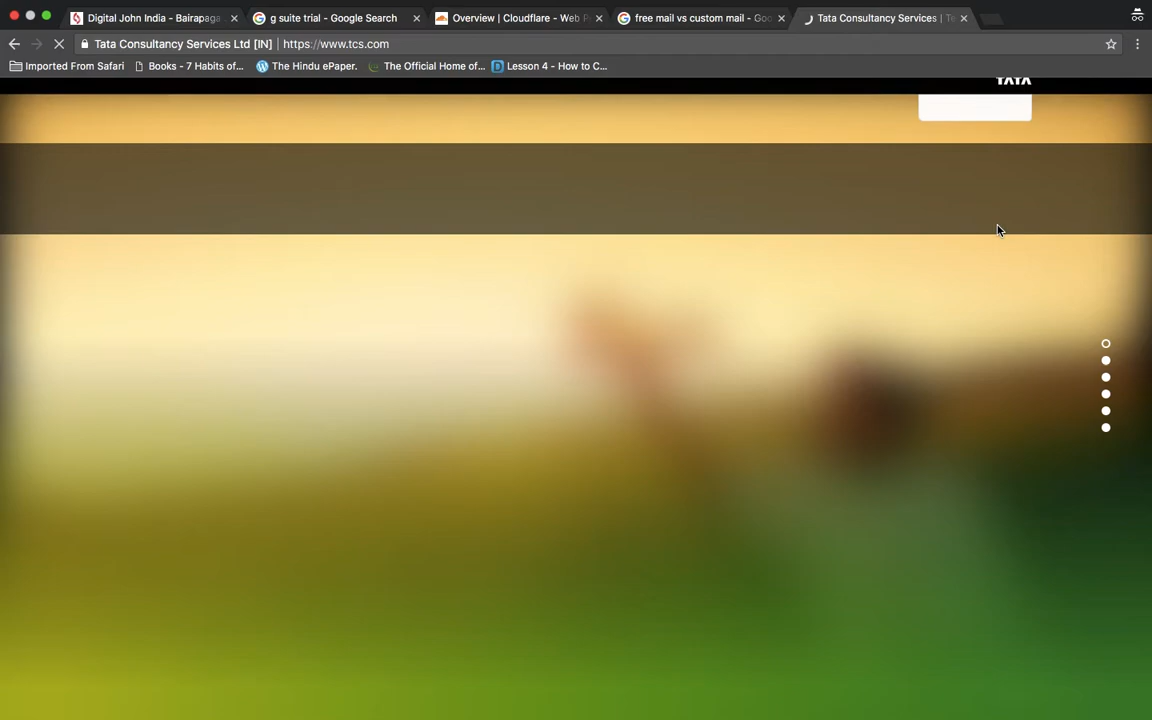 Digital John India - Bairapaga
g suite trial - Google Search
Overview | Cloudflare - Web P
free mail vs custom mail - Goo
Tata Consultancy Services | Te
Tata Consultancy Services Ltd [IN] | https://www.tcs.com
Imported From Safari
Books - 7 Habits of...
The Hindu ePaper.
The Official Home of...
Lesson 4 - How to C...
TATA